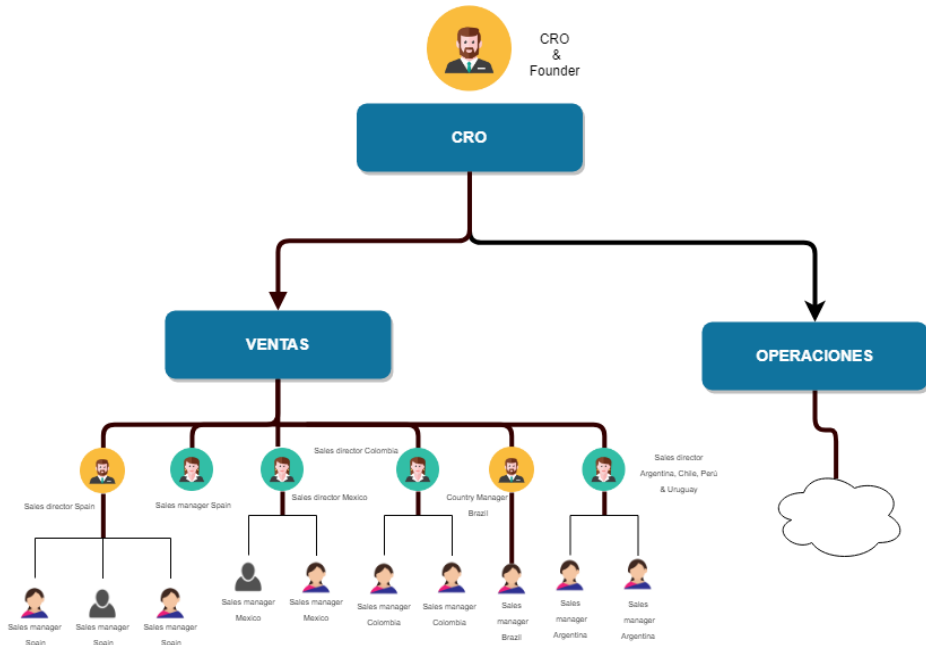 CRO
&
Founder
CRO
VENTAS
OPERACIONES
Sales director Colombia
Sales director
Argentina, Chile, Perú
& Uruguay
Sales director Spain
Sales manager Spain
Sales director Mexico
Country Manager
Brazil
Sales manager
Spain
Sales manager
Spain
Sales manager
Spain
Sales manager
Mexico
Sales manager
Mexico
Sales manager
Colombia
Sales manager
Colombia
Sales
manager
Brazil
Sales
manager
Argentina
Sales
manager
Argentina